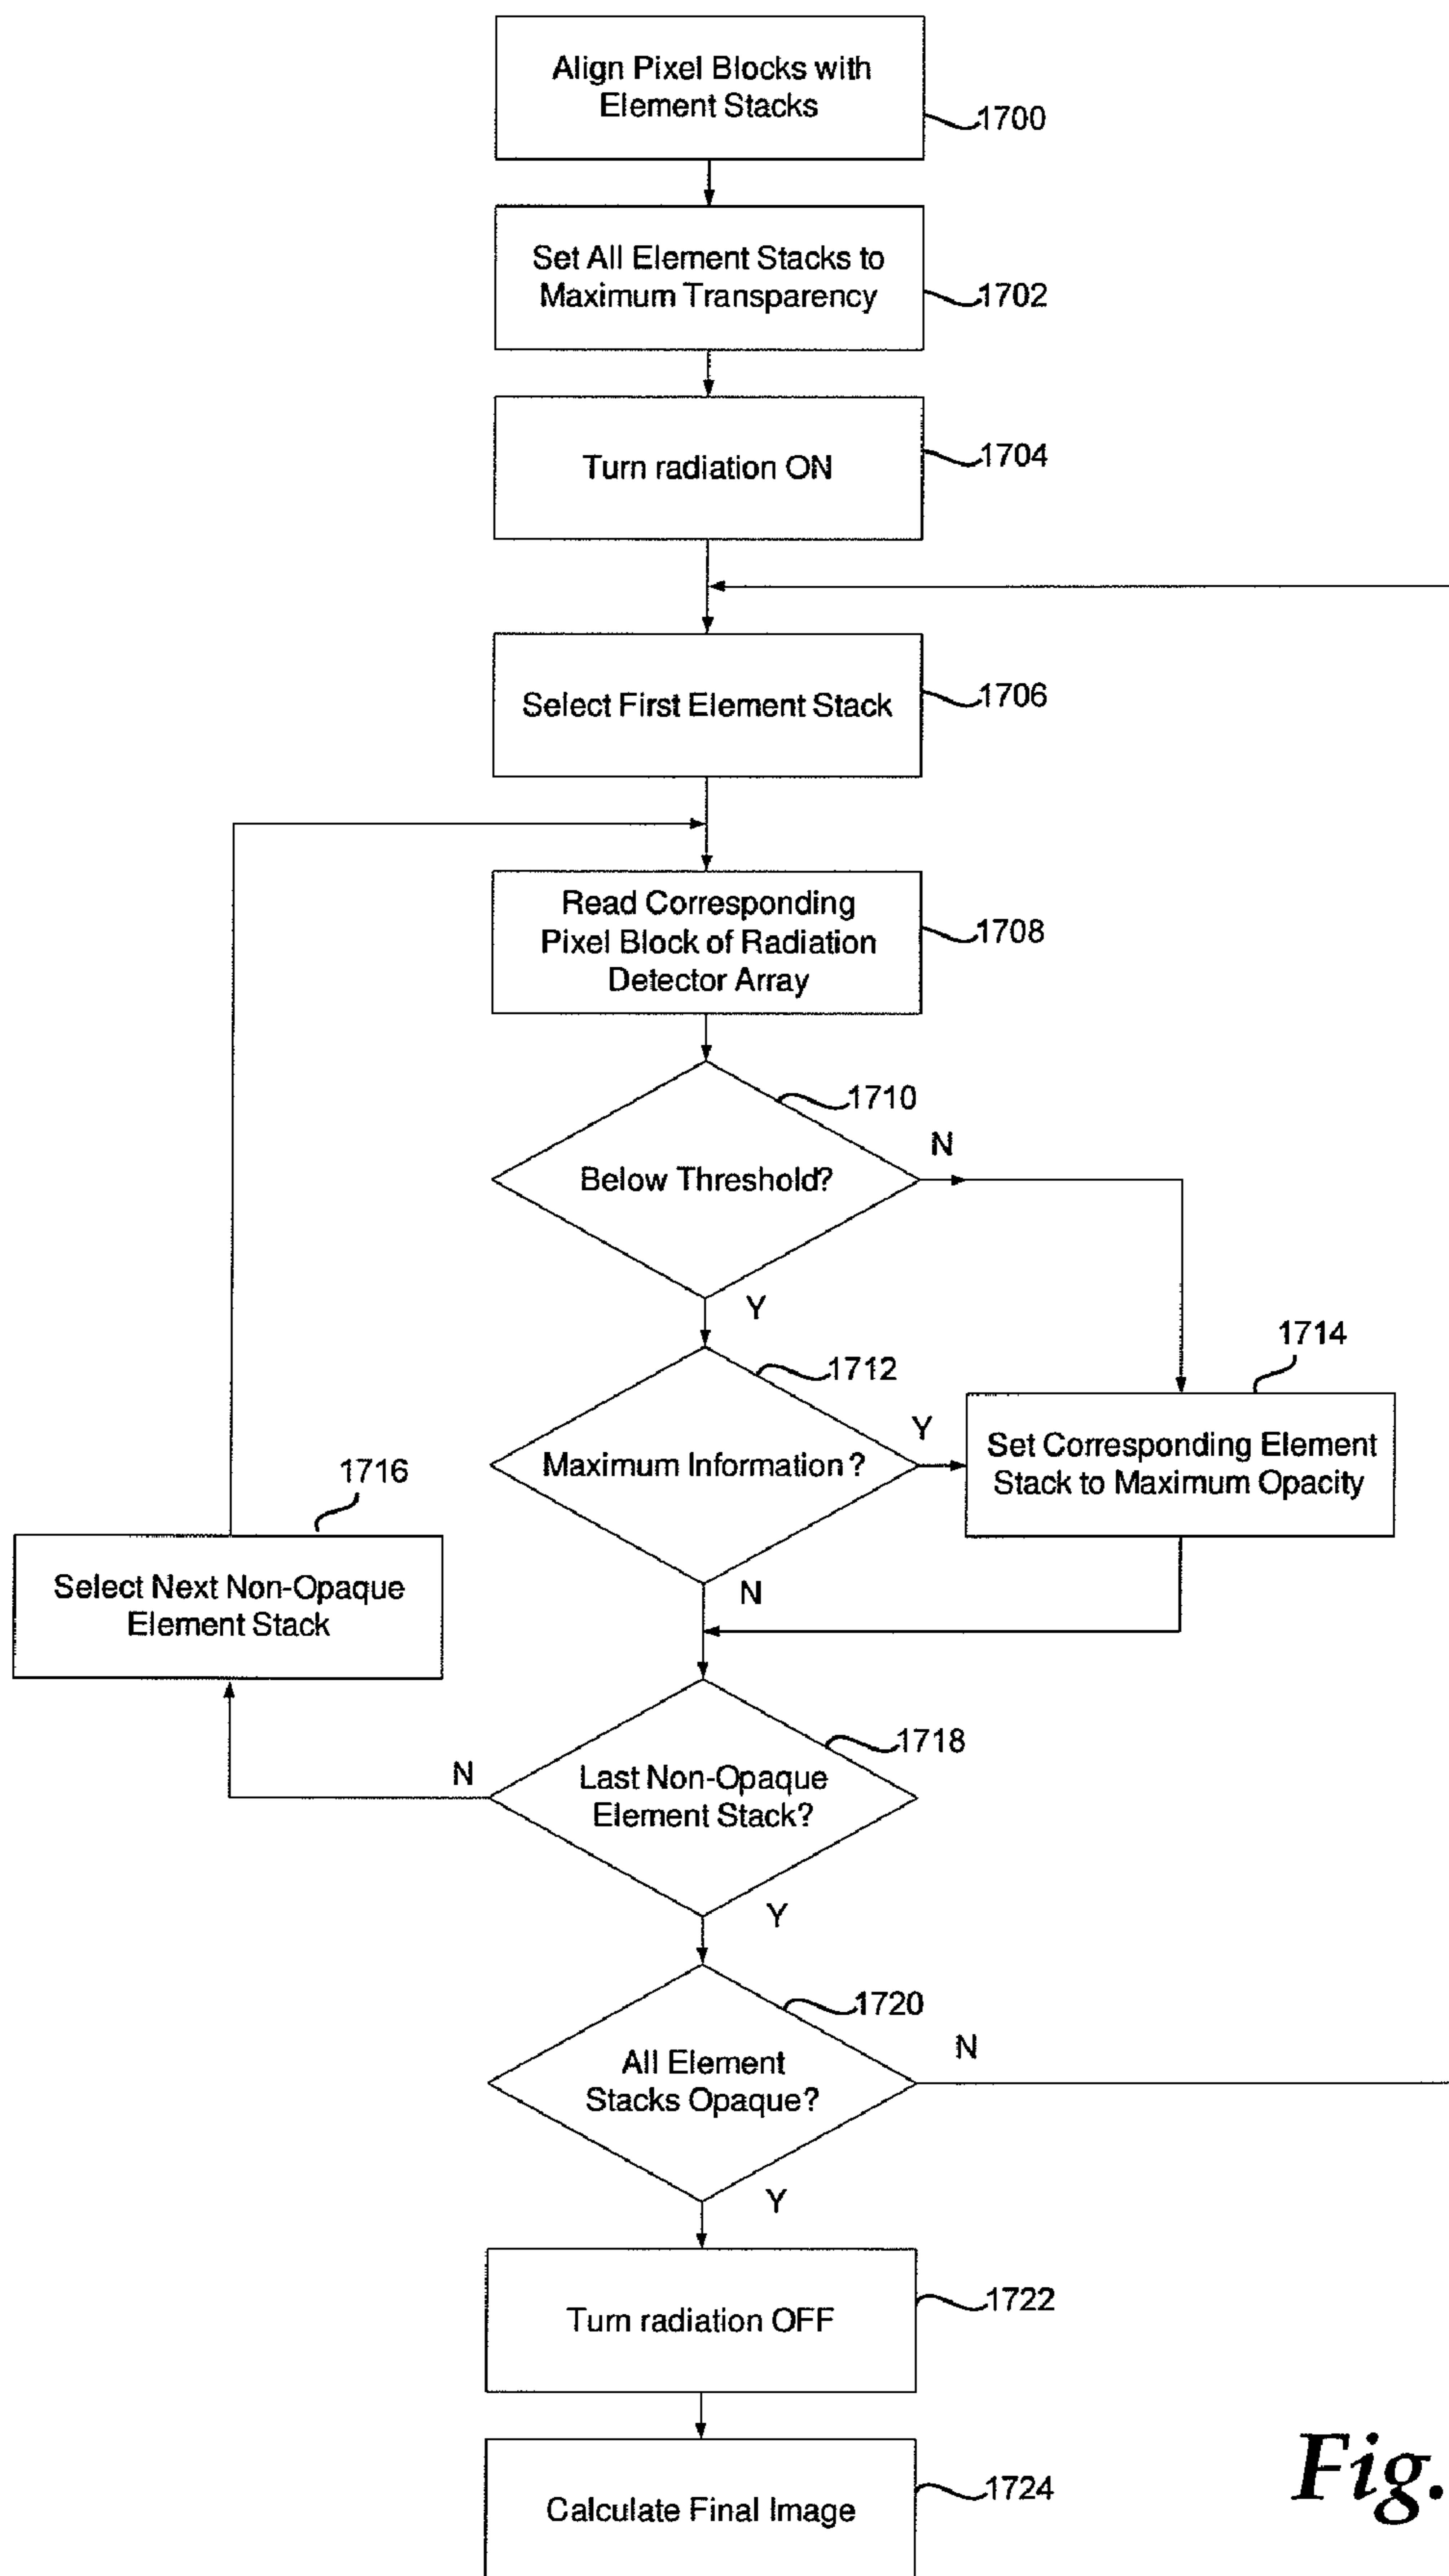 Align Pixel Blocks with
Element Stacks
1700
Set All Element Stacks to
Maximum Transparency
1702
Turn radiation ON
1704
Select First Element Stack
1706
Read Corresponding
Pixel Block of Radiation
Detector Array
1708
1710
Below Threshold?
N
Y
1712
Maximum Information?
Y
1714
Set Corresponding Element
Stack to Maximum Opacity
1716
Select Next Non-Opaque
Element Stack
N
1718
Last Non-Opaque
Element Stack?
N
Y
1720
All Element
Stacks Opaque?
N
Y
Turn radiation OFF
1722
Calculate Final Image
1724
Fig.